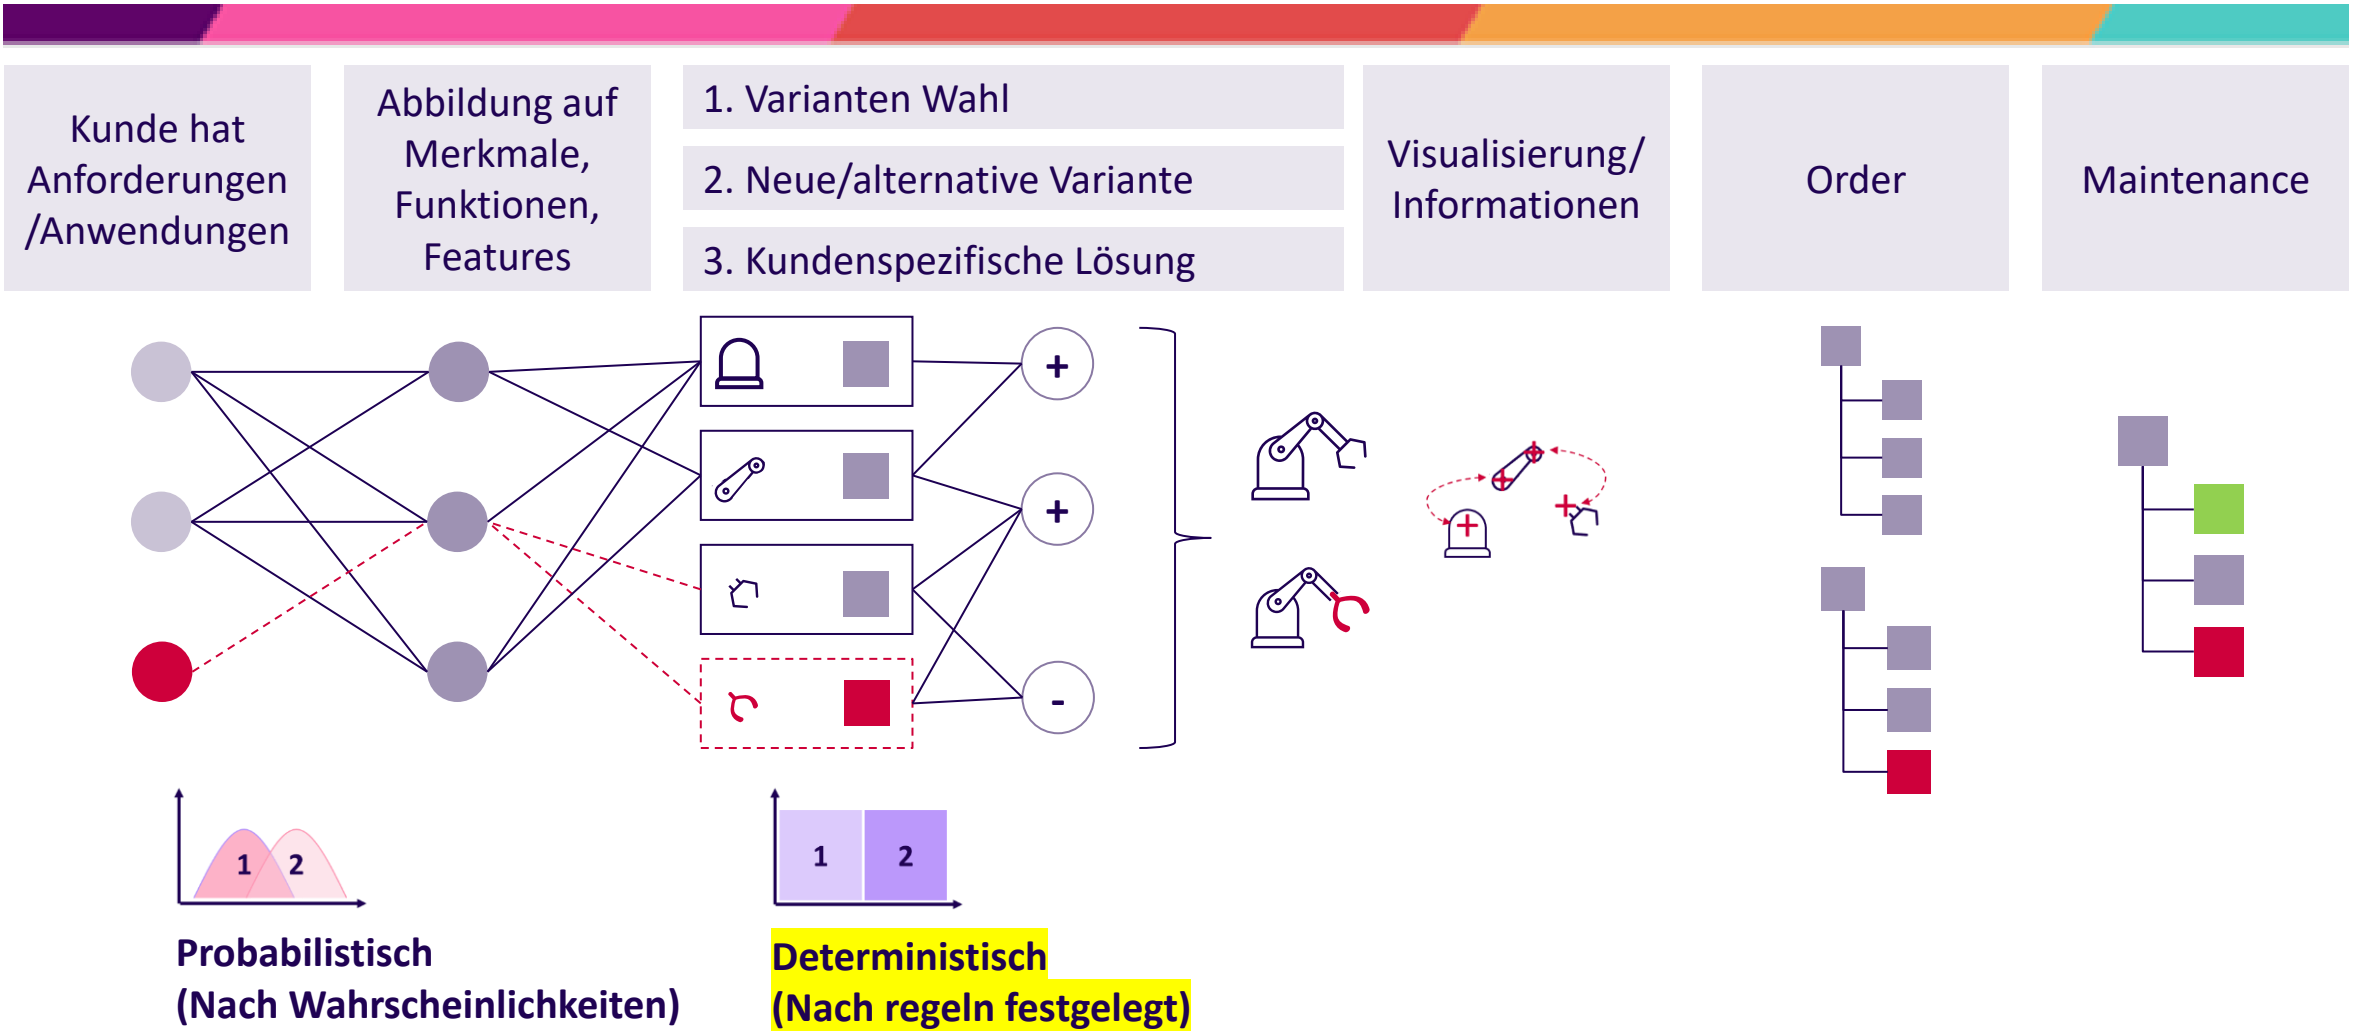 Kunde hat
Anforderungen
/Anwendungen
Abbildung auf
Merkmale,
Funktionen,
Features
1. Varianten Wahl
2. Neue/alternative Variante
3. Kundenspezifische Lösung
Visualisierung/
Informationen
Order
Maintenance
+
+
-
1 2
Probabilistisch
(Nach Wahrscheinlichkeiten)
1 2
Deterministisch
(Nach regeln festgelegt)